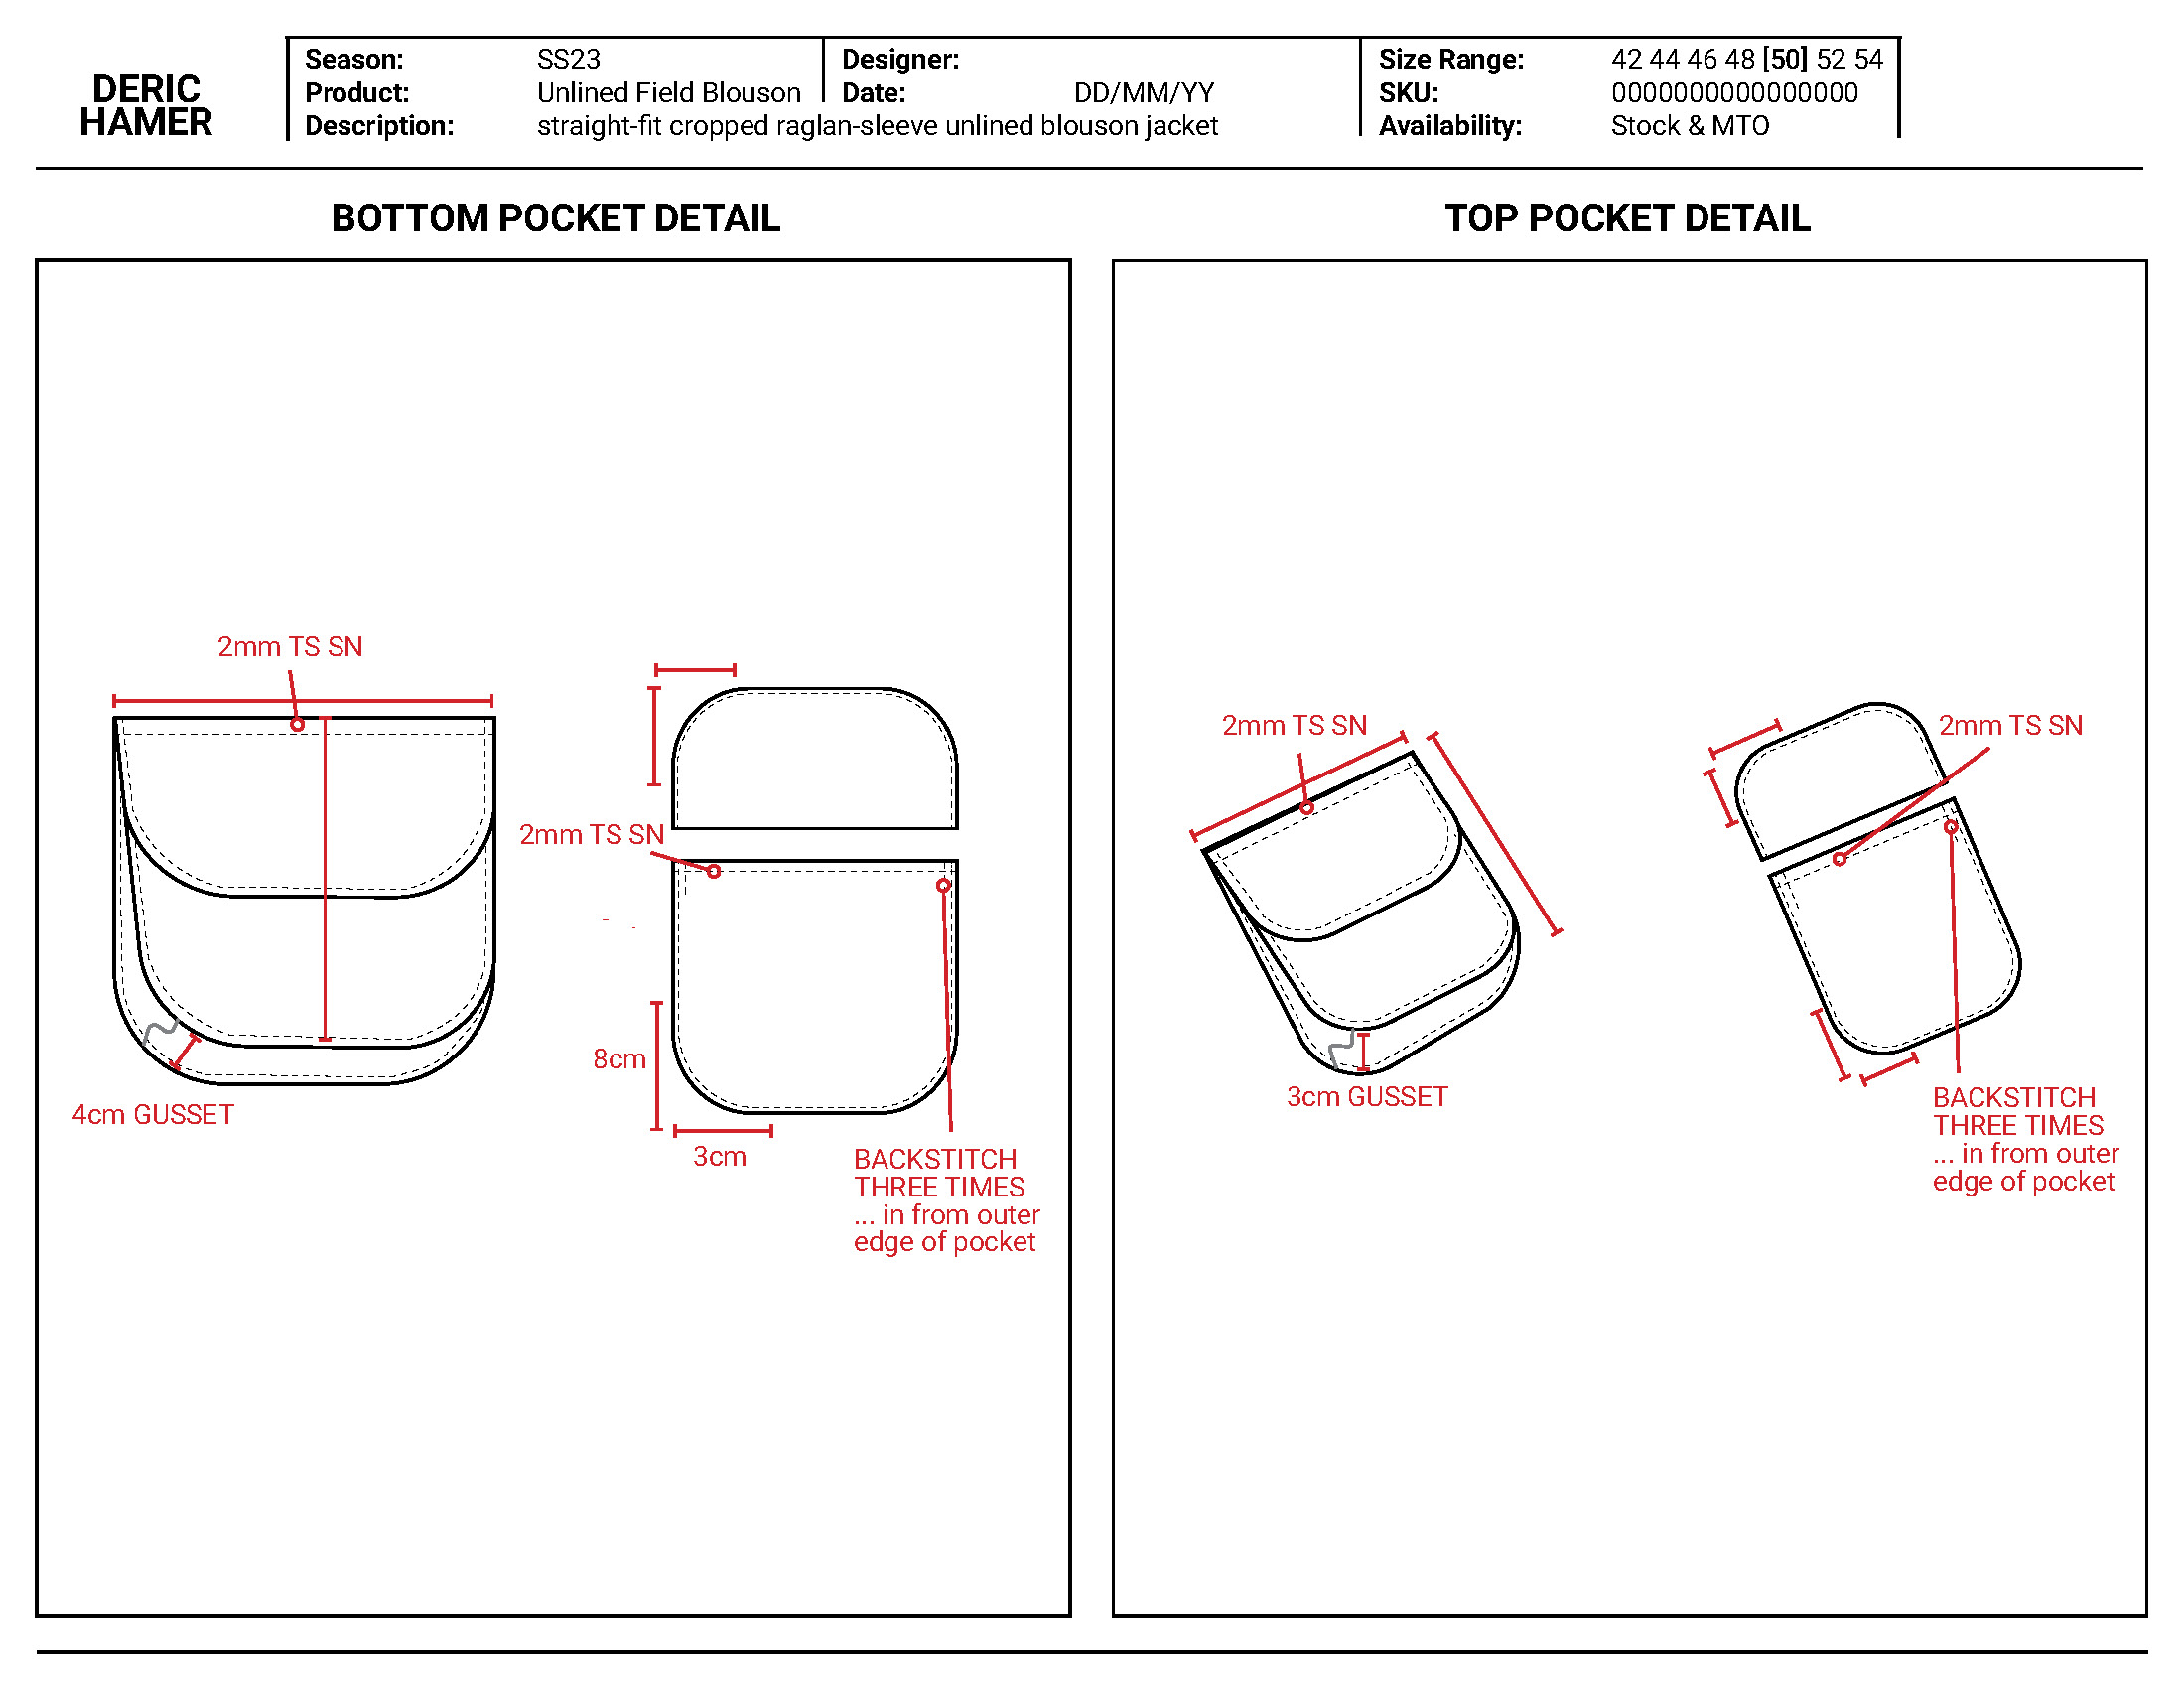 DERIC
HAMER
Season: SS23
Product: Unlined Field Blouson
Description: straight-fit cropped raglan-sleeve unlined blouson jacket
Designer:
Date: DD/MM/YY
Size Range: 42 44 46 48 [50] 52 54
SKU: 0000000000000000
Availability: Stock & MTO
BOTTOM POCKET DETAIL
2mm TS SN
2mm TS SN
8cm
4cm GUSSET
3cm
BACKSTITCH
THREE TIMES
... in from outer
edge of pocket
TOP POCKET DETAIL
2mm TS SN
2mm TS SN
3cm GUSSET
BACKSTITCH
THREE TIMES
... in from outer
edge of pocket